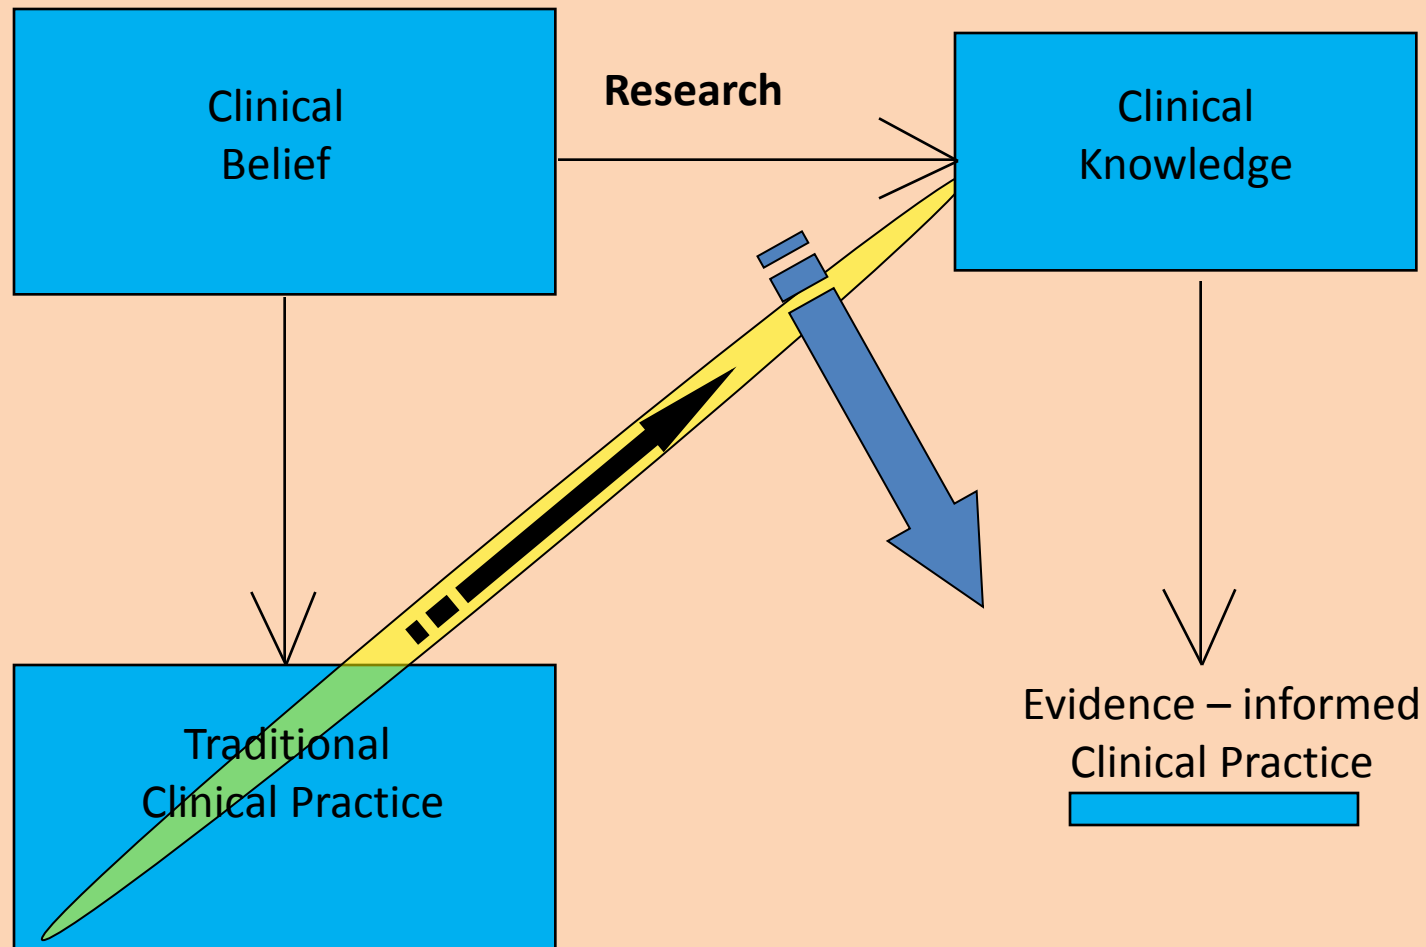 Clinical
Belief
Research
Clinical
Knowledge
Traditional
Clinical Practice
Evidence – informed
Clinical Practice